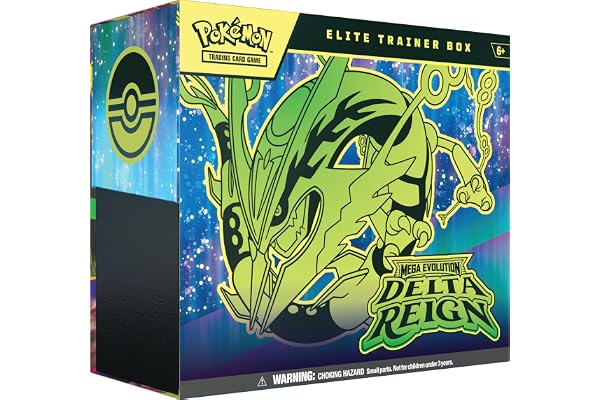 Pokémon
TRADING CARD GAME
ELITE TRAINER BOX
6+
MEGA EVOLUTION
DELTA
REIGN
WARNING: CHOKING HAZARD Small parts. Not for children under 3 years.